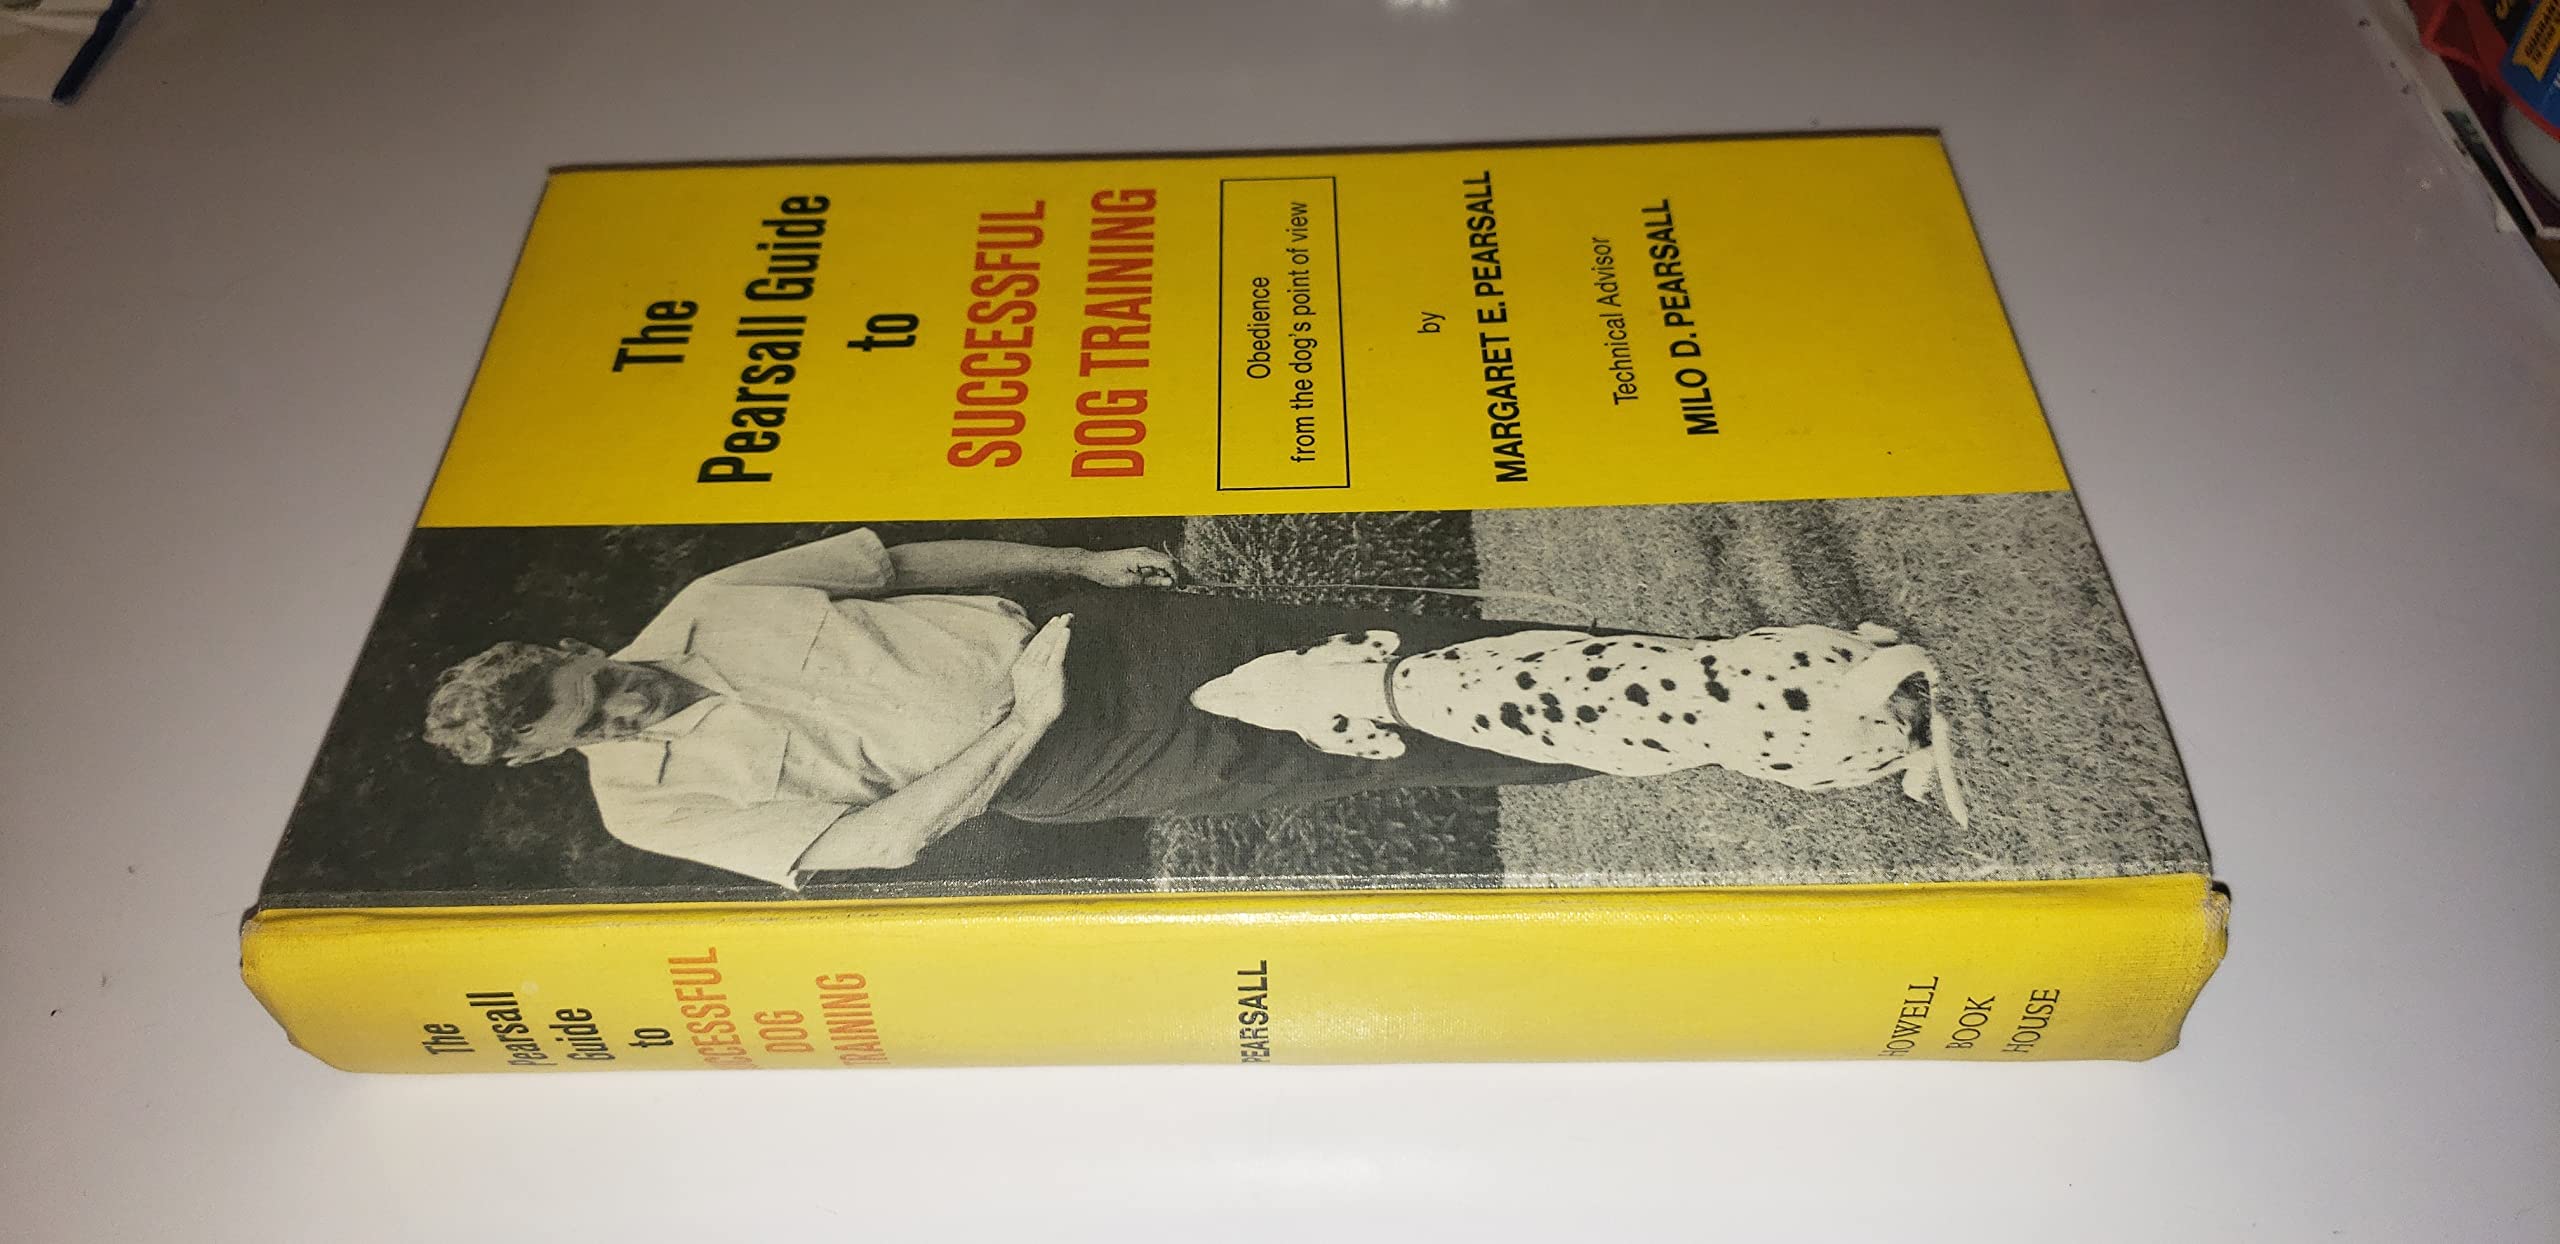 The
Pearsall Guide
to
SUCCESSFUL
DOG TRAINING
Obedience
from the dog's point of view
by
MARGARET E. PEARSALL
Technical Advisor
MILO D. PEARSALL
The
Pearsall
Guide
to
SUCCESSFUL
DOG
TRAINING
PEARSALL
HOWELL
BOOK
HOUSE